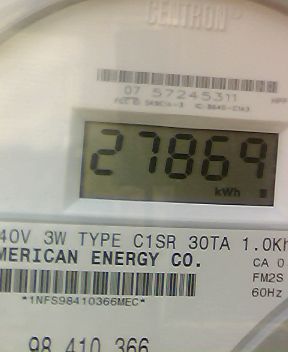 CENTRON®
07 57245311
27869
kWh
40V 3W TYPE C1SR 30TA 1.0Kh
MERICAN ENERGY CO.
CA 0
FM2S
60Hz
*1NFS98410366MEC*
98 410 366